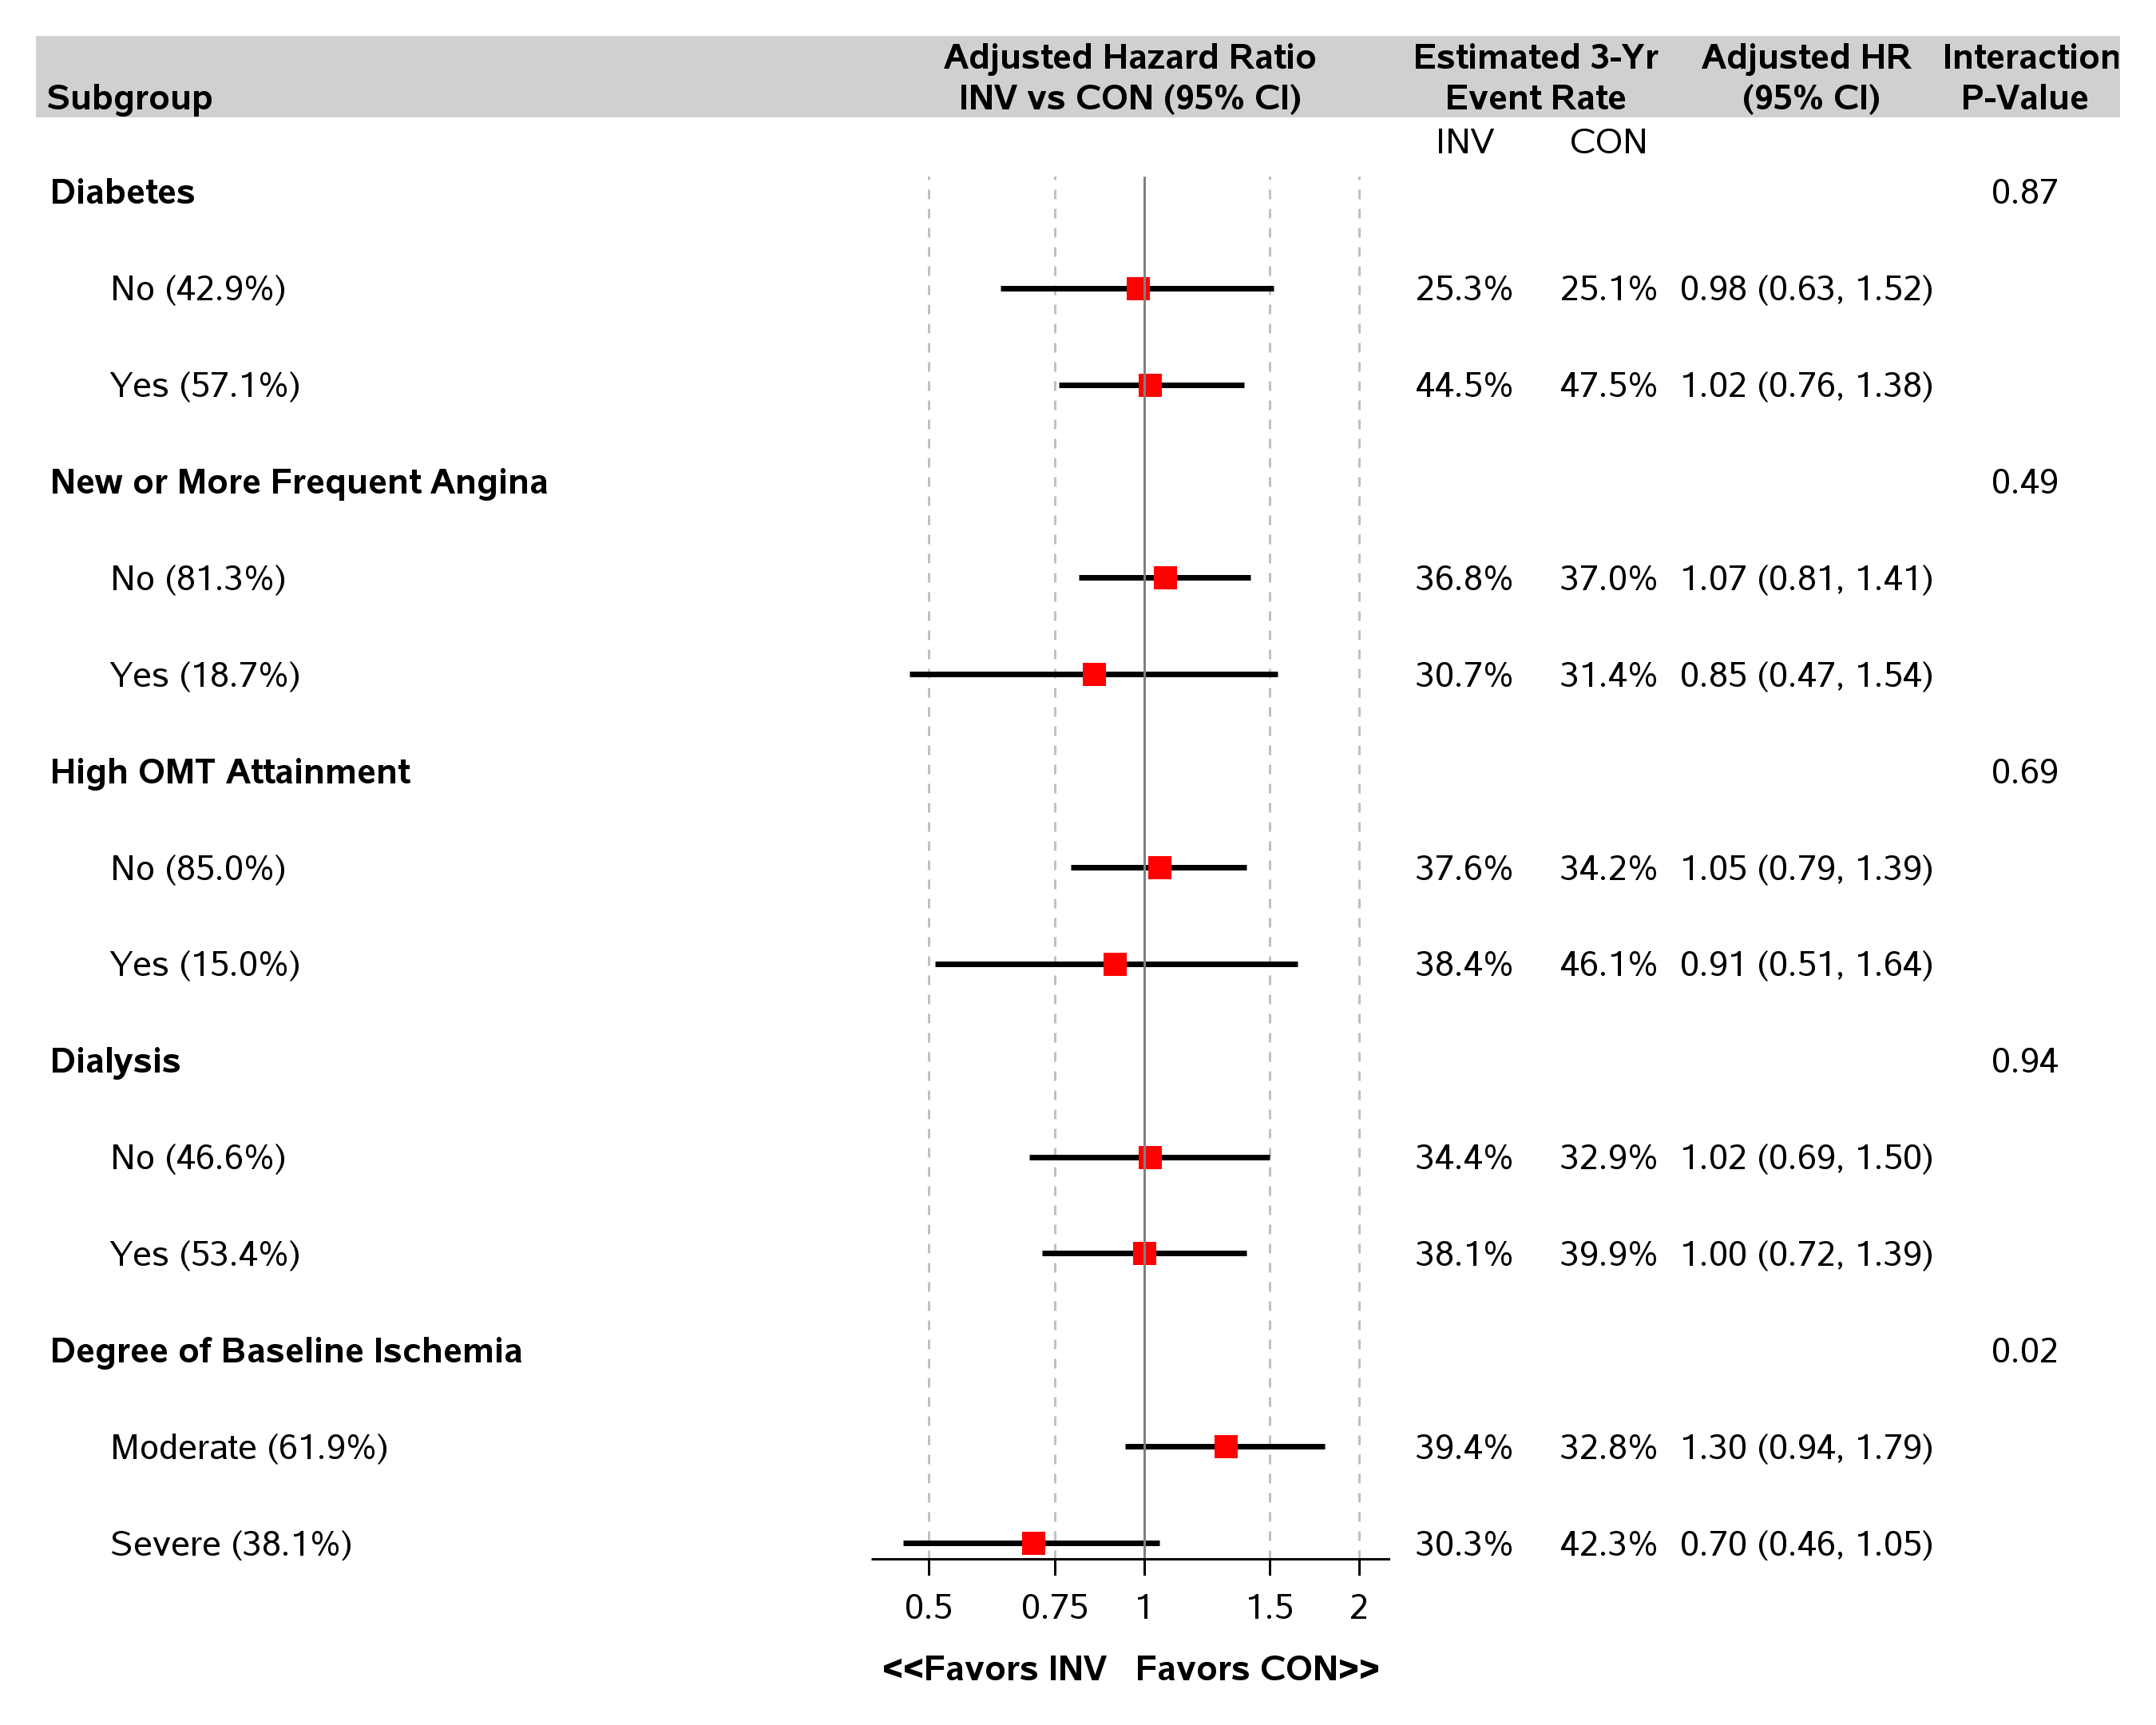 Subgroup Adjusted Hazard Ratio INV vs CON (95% CI) Estimated 3-Yr Event Rate Adjusted HR (95% CI) Interaction P-Value
INV CON
Diabetes 0.87
No (42.9%) 25.3% 25.1% 0.98 (0.63, 1.52)
Yes (57.1%) 44.5% 47.5% 1.02 (0.76, 1.38)
New or More Frequent Angina 0.49
No (81.3%) 36.8% 37.0% 1.07 (0.81, 1.41)
Yes (18.7%) 30.7% 31.4% 0.85 (0.47, 1.54)
High OMT Attainment 0.69
No (85.0%) 37.6% 34.2% 1.05 (0.79, 1.39)
Yes (15.0%) 38.4% 46.1% 0.91 (0.51, 1.64)
Dialysis 0.94
No (46.6%) 34.4% 32.9% 1.02 (0.69, 1.50)
Yes (53.4%) 38.1% 39.9% 1.00 (0.72, 1.39)
Degree of Baseline Ischemia 0.02
Moderate (61.9%) 39.4% 32.8% 1.30 (0.94, 1.79)
Severe (38.1%) 30.3% 42.3% 0.70 (0.46, 1.05)
0.5 0.75 1 1.5 2
<<Favors INV Favors CON>>